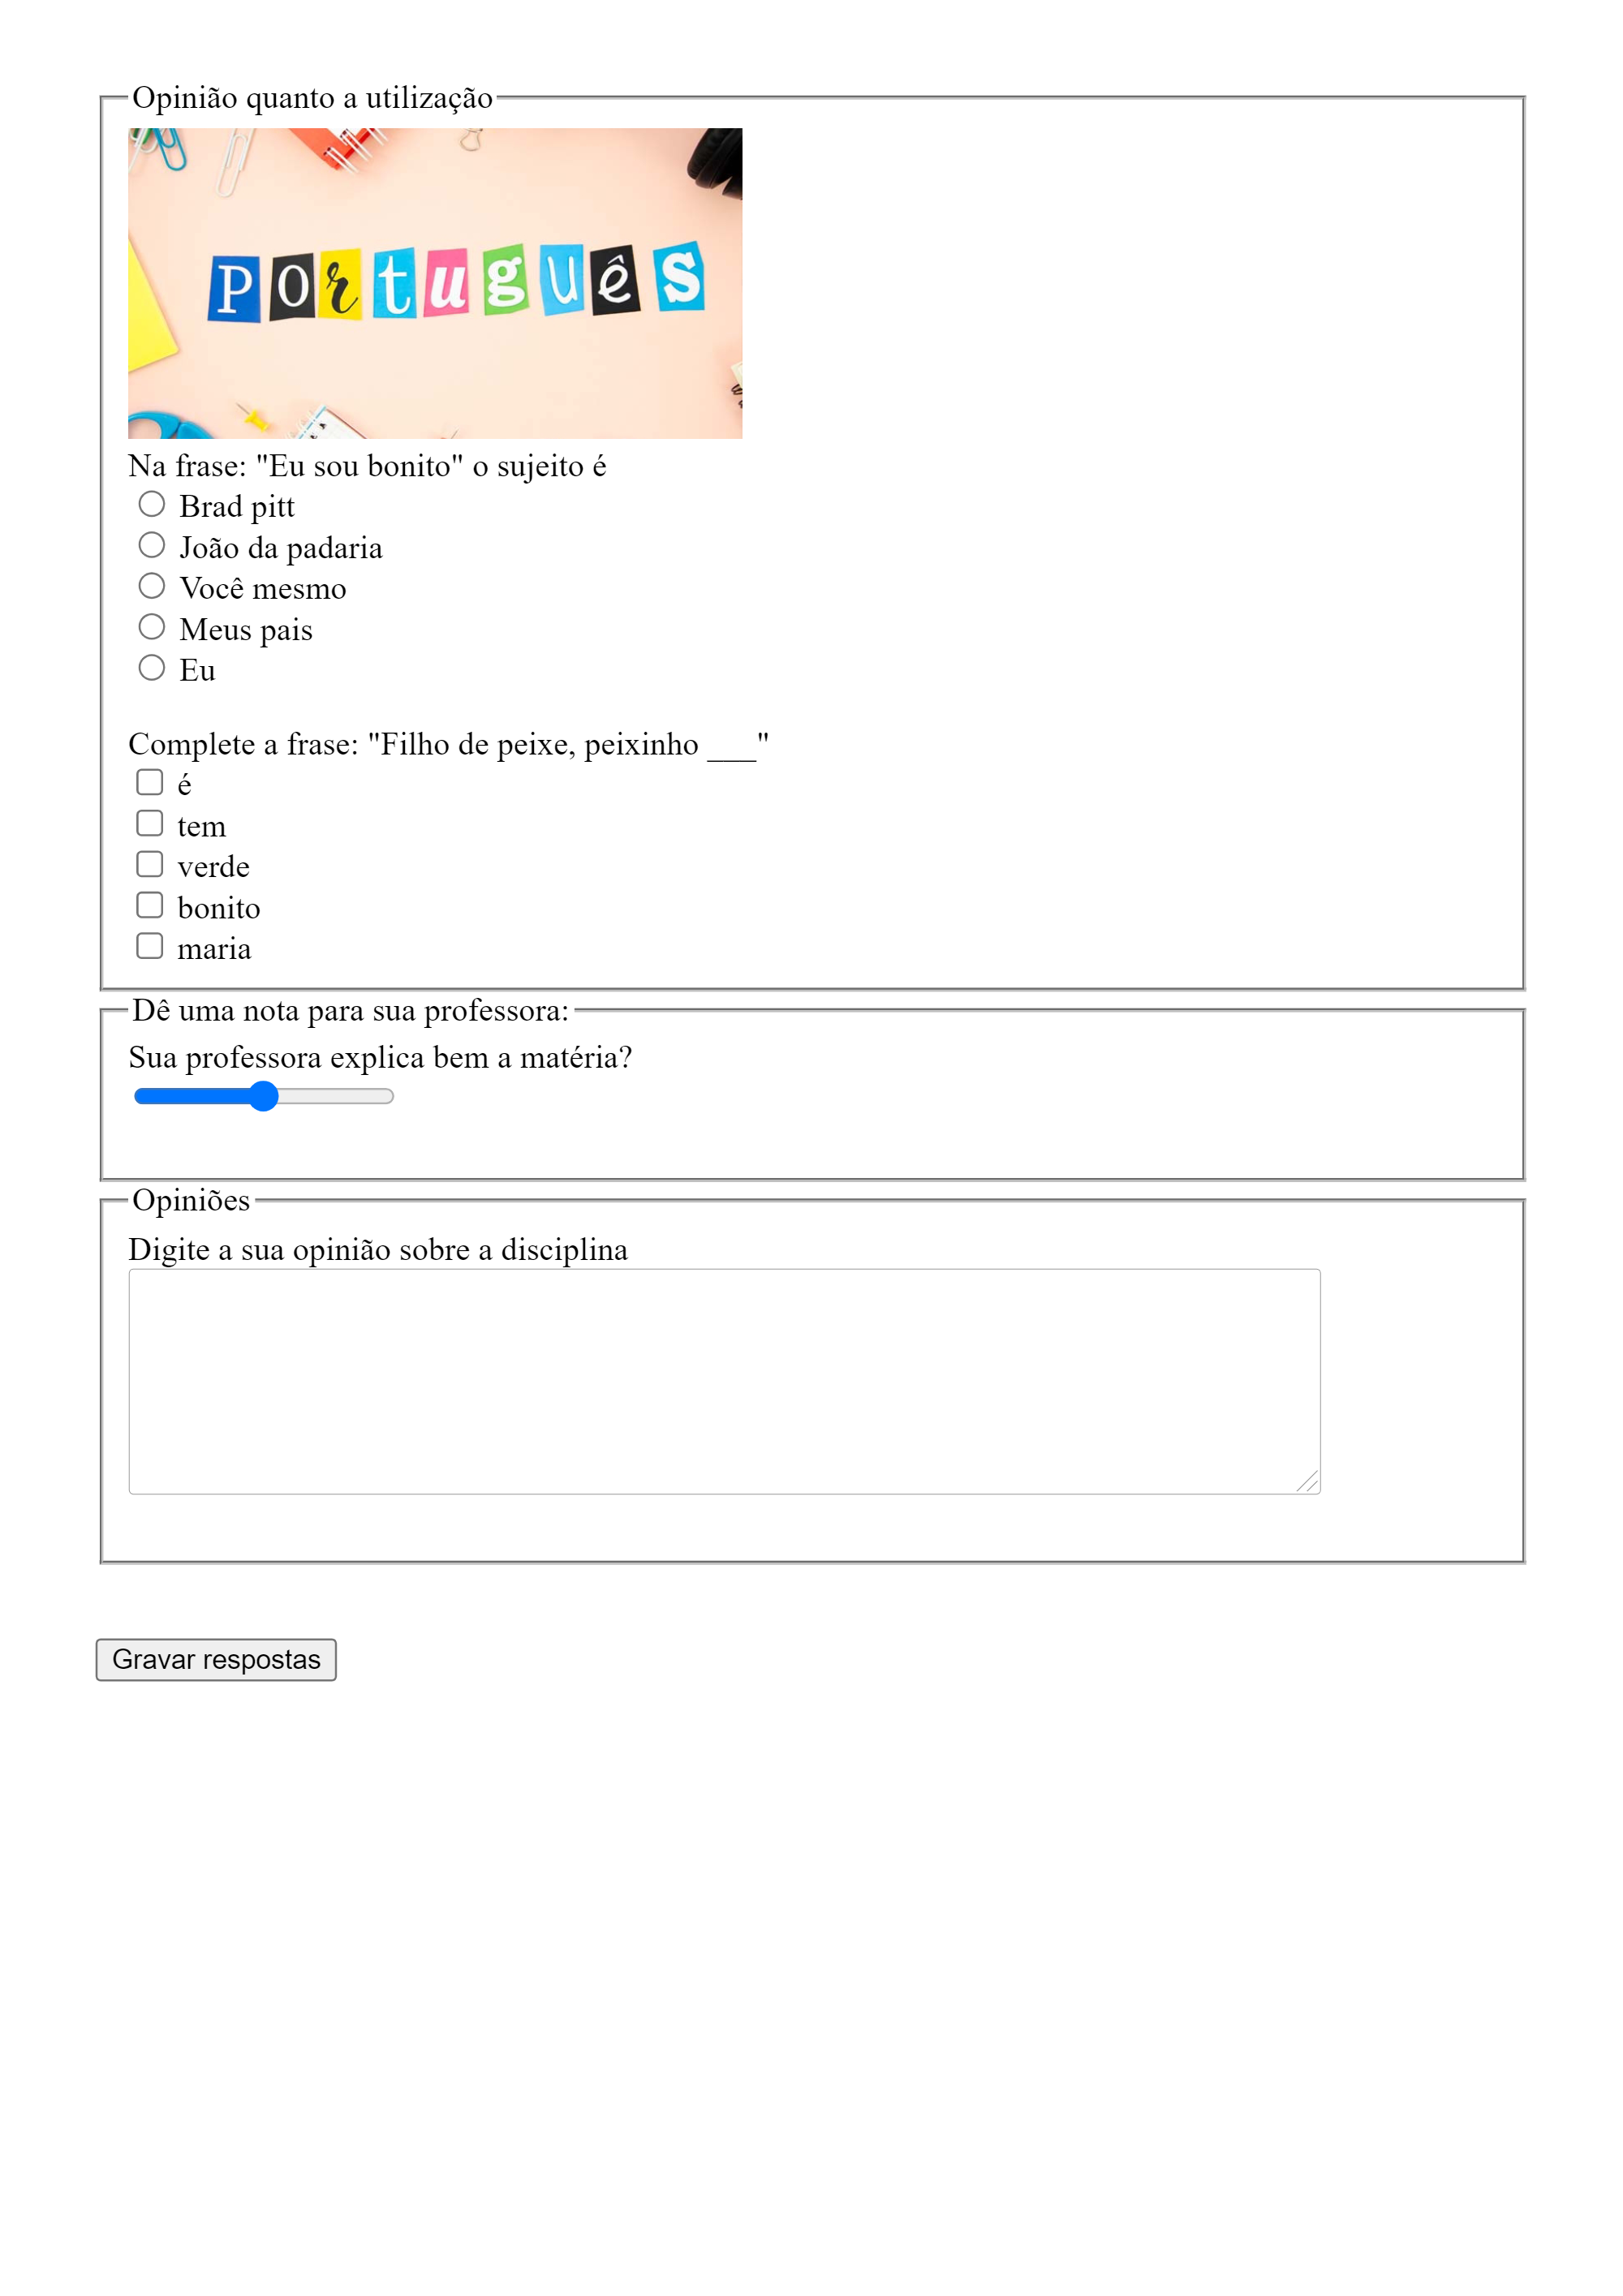 Opinião quanto a utilização
Português
Na frase: "Eu sou bonito" o sujeito é
Brad pitt
João da padaria
Você mesmo
Meus pais
Eu
Complete a frase: "Filho de peixe, peixinho ___"
é
tem
verde
bonito
maria
Dê uma nota para sua professora:
Sua professora explica bem a matéria?
Opiniões
Digite a sua opinião sobre a disciplina
Gravar respostas